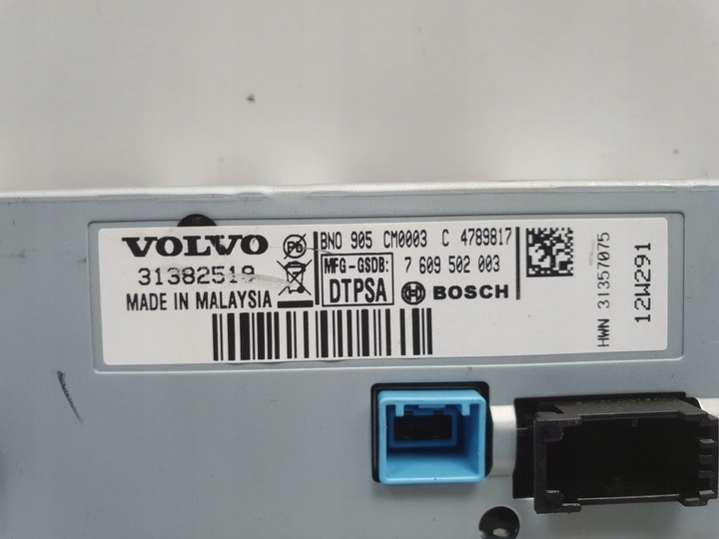 VOLVO
31382519
MADE IN MALAYSIA
Pb
BNO 905 CM0003 C 4789817
MFG-GSDB: 7 609 502 003
DTPSA BOSCH
HWN 31357075
12W291